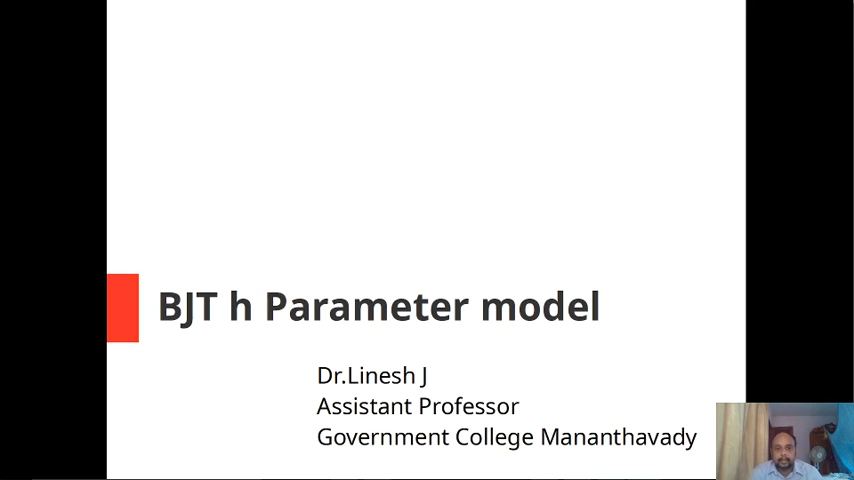 BJT h Parameter model
Dr.Linesh J
Assistant Professor
Government College Mananthavady